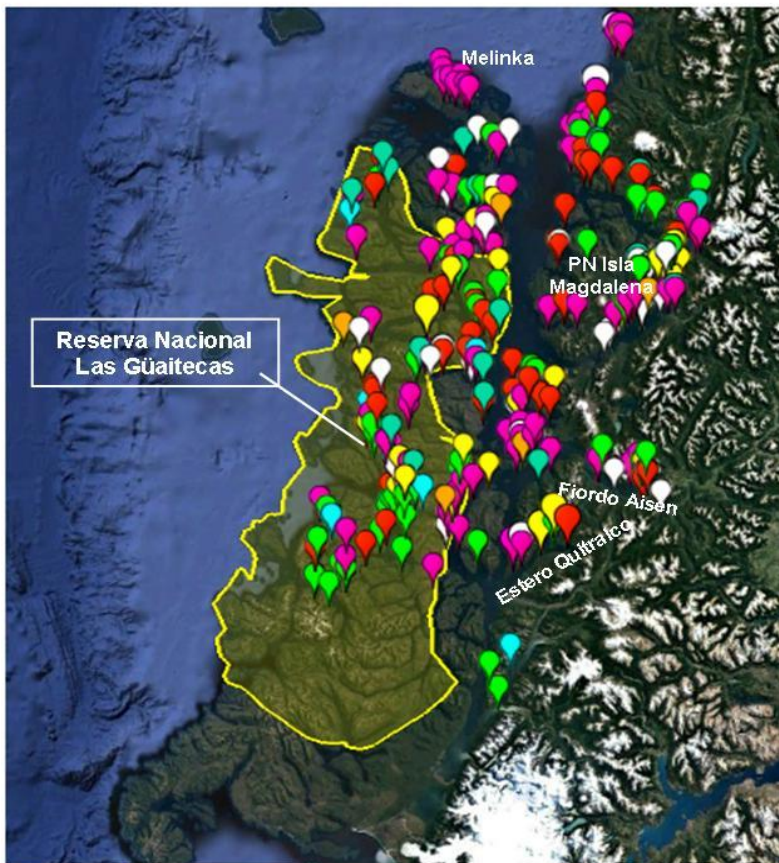 Melinka
PN Isla
Magdalena
Reserva Nacional
Las Güaitecas
Fiordo Aisen
Estero Quitralco